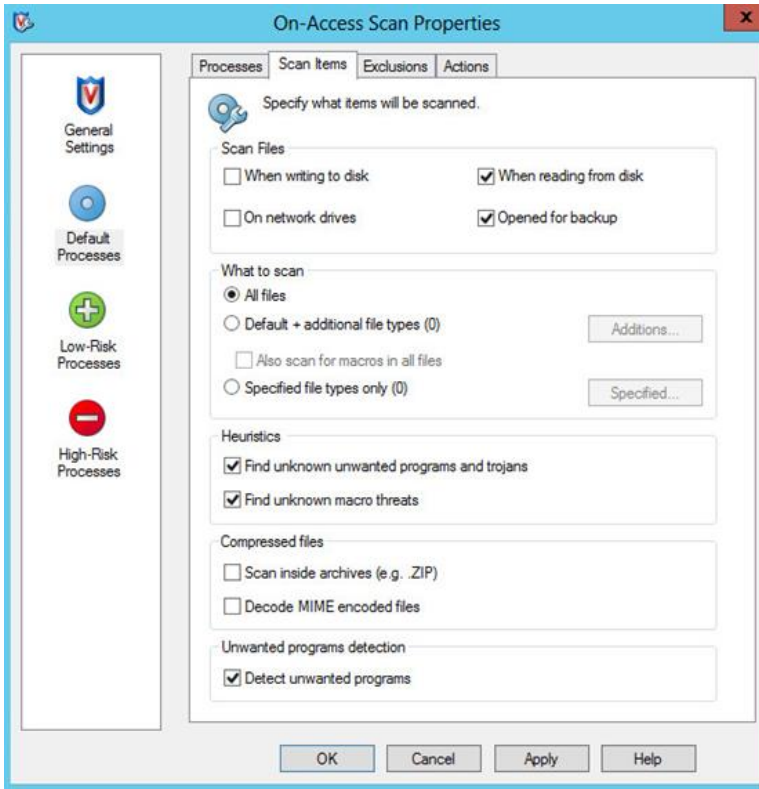 On-Access Scan Properties
x
General
Settings
Default
Processes
Low-Risk
Processes
High-Risk
Processes
Processes Scan Items Exclusions Actions
Specify what items will be scanned.
Scan Files
When writing to disk When reading from disk
On network drives Opened for backup
What to scan
All files
Default + additional file types (0) Additions...
Also scan for macros in all files
Specified file types only (0) Specified...
Heuristics
Find unknown unwanted programs and trojans
Find unknown macro threats
Compressed files
Scan inside archives (e.g. .ZIP)
Decode MIME encoded files
Unwanted programs detection
Detect unwanted programs
OK Cancel Apply Help